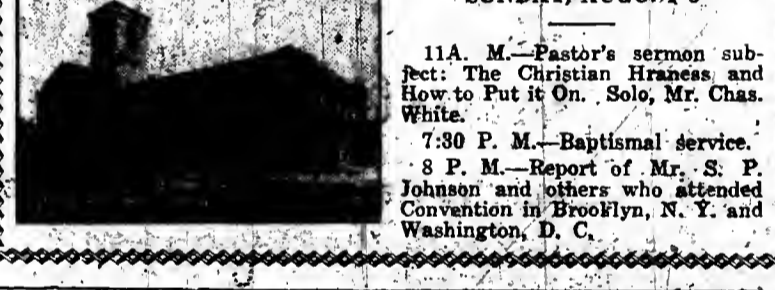 11A. M.—Pastor's sermon sub-
ject: The Christian Hraness and
How to Put it On. Solo, Mr. Chas.
White.
7:30 P. M.—Baptismal Service.
8 P. M.—Report of Mr. S. P.
Johnson and others who attended
Convention in Brooklyn, N. Y. and
Washington, D. C.